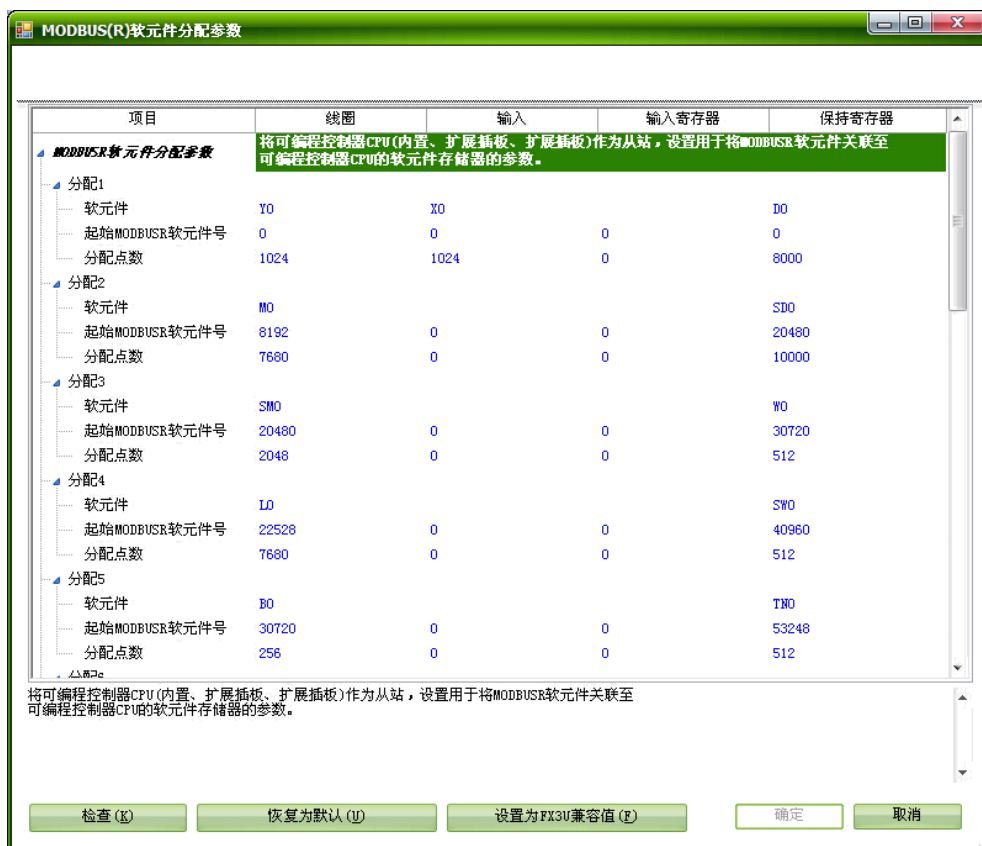 MODBUS(R)软元件分配参数
项目 线圈 输入 输入寄存器 保持寄存器
MODBUSR软元件分配参数 将可编程控制器CPU(内置、扩展插板、扩展插板)作为从站，设置用于将MODBUSR软元件关联至
可编程控制器CPU的软元件存储器的参数。
分配1
软元件 Y0 X0 D0
起始MODBUSR软元件号 0 0 0 0
分配点数 1024 1024 0 8000
分配2
软元件 M0 SD0
起始MODBUSR软元件号 8192 0 0 20480
分配点数 7680 0 0 10000
分配3
软元件 SM0 W0
起始MODBUSR软元件号 20480 0 0 30720
分配点数 2048 0 0 512
分配4
软元件 L0 SW0
起始MODBUSR软元件号 22528 0 0 40960
分配点数 7680 0 0 512
分配5
软元件 B0 TN0
起始MODBUSR软元件号 30720 0 0 53248
分配点数 256 0 0 512
分配6
将可编程控制器CPU(内置、扩展插板、扩展插板)作为从站，设置用于将MODBUSR软元件关联至
可编程控制器CPU的软元件存储器的参数。
检查(K) 恢复为默认(U) 设置为FX3U兼容值(F) 确定 取消